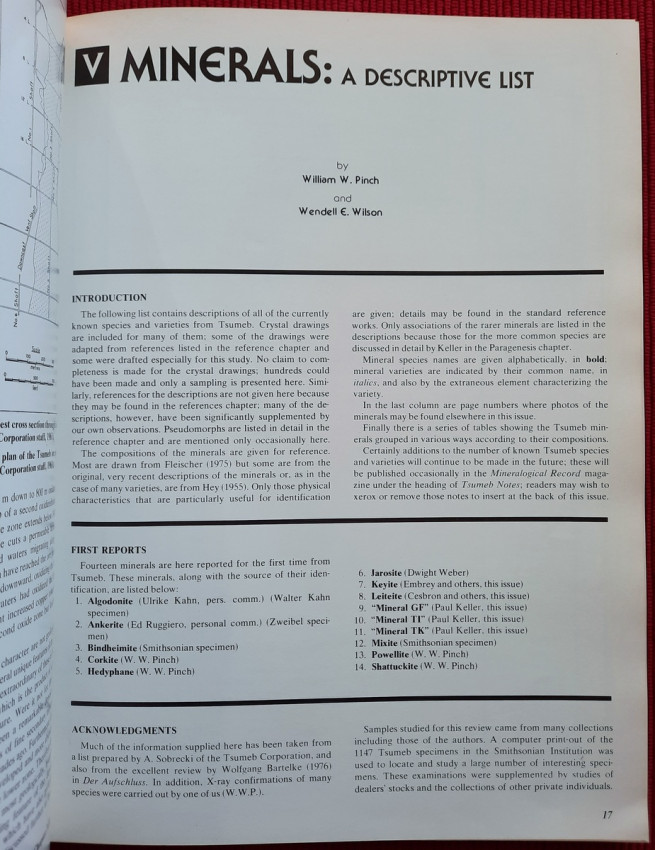 V MINERALS: A DESCRIPTIVE LIST
by
William W. Pinch
and
Wendell E. Wilson
INTRODUCTION
The following list contains descriptions of all of the currently
known species and varieties from Tsumeb. Crystal drawings
are included for many of them; some of the drawings were
adapted from references listed in the reference chapter and
some were drafted especially for this study. No claim to com-
pleteness is made for the crystal drawings; hundreds could
have been made and only a sampling is presented here. Simi-
larly, references for the descriptions are not given here because
they may be found in the references chapter; many of the de-
scriptions, however, have been significantly supplemented by
our own observations. Pseudomorphs are listed in detail in the
reference chapter and are mentioned only occasionally here.
The compositions of the minerals are given for reference.
Most are drawn from Fleischer (1975) but some are from the
original, very recent descriptions of the minerals or, as in the
case of many varieties, are from Hey (1955). Only those physical
characteristics that are particularly useful for identification
are given; details may be found in the standard reference
works. Only associations of the rarer minerals are listed in the
descriptions because those for the more common species are
discussed in detail by Keller in the Paragenesis chapter.
Mineral species names are given alphabetically, in bold;
mineral varieties are indicated by their common name, in
italics, and also by the extraneous element characterizing the
variety.
In the last column are page numbers where photos of the
minerals may be found elsewhere in this issue.
Finally there is a series of tables showing the Tsumeb min-
erals grouped in various ways according to their compositions.
Certainly additions to the number of known Tsumeb species
and varieties will continue to be made in the future; these will
be published occasionally in the Mineralogical Record maga-
zine under the heading of Tsumeb Notes; readers may wish to
xerox or remove those notes to insert at the back of this issue.
FIRST REPORTS
Fourteen minerals are here reported for the first time from
Tsumeb. These minerals, along with the source of their iden-
tification, are listed below:
1. Algodonite (Ulrike Kahn, pers. comm.) (Walter Kahn
specimen)
2. Ankerite (Ed Ruggiero, personal comm.) (Zweibel speci-
men)
3. Bindheimite (Smithsonian specimen)
4. Corkite (W. W. Pinch)
5. Hedyphane (W. W. Pinch)
6. Jarosite (Dwight Weber)
7. Keyite (Embrey and others, this issue)
8. Leiteite (Cesbron and others, this issue)
9. "Mineral GF" (Paul Keller, this issue)
10. "Mineral TI" (Paul Keller, this issue)
11. "Mineral TK" (Paul Keller, this issue)
12. Mixite (Smithsonian specimen)
13. Powellite (W. W. Pinch)
14. Shattuckite (W. W. Pinch)
ACKNOWLEDGMENTS
Much of the information supplied here has been taken from
a list prepared by A. Sobrecki of the Tsumeb Corporation, and
also from the excellent review by Wolfgang Bartelke (1976)
in Der Aufschluss. In addition, X-ray confirmations of many
species were carried out by one of us (W.W.P.).
Samples studied for this review came from many collections
including those of the authors. A computer print-out of the
1147 Tsumeb specimens in the Smithsonian Institution was
used to locate and study a large number of interesting speci-
mens. These examinations were supplemented by studies of
dealers' stocks and the collections of other private individuals.
17